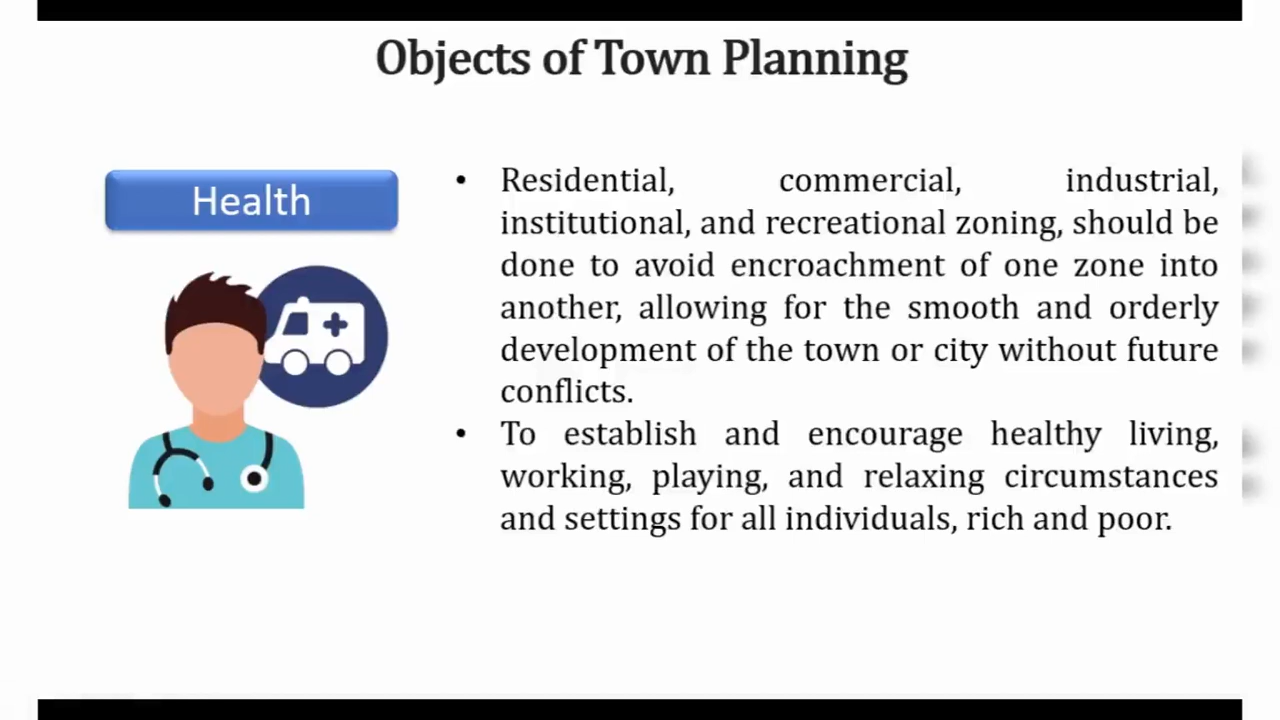 Objects of Town Planning
Health
• Residential, commercial, industrial,
institutional, and recreational zoning, should be
done to avoid encroachment of one zone into
another, allowing for the smooth and orderly
development of the town or city without future
conflicts.
• To establish and encourage healthy living,
working, playing, and relaxing circumstances
and settings for all individuals, rich and poor.